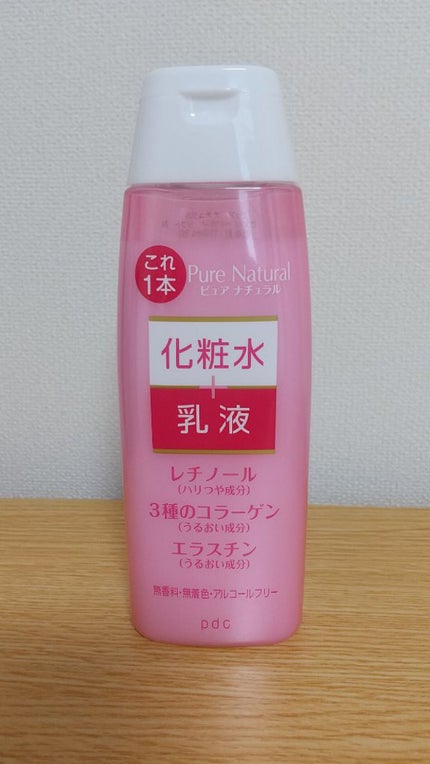 これ
1本
Pure Natural
ピュア ナチュラル
化粧水
+
乳液
レチノール
(ハリつや成分)
3種のコラーゲン
(うるおい成分)
エラスチン
(うるおい成分)
無香料・無着色・アルコールフリー
pdc